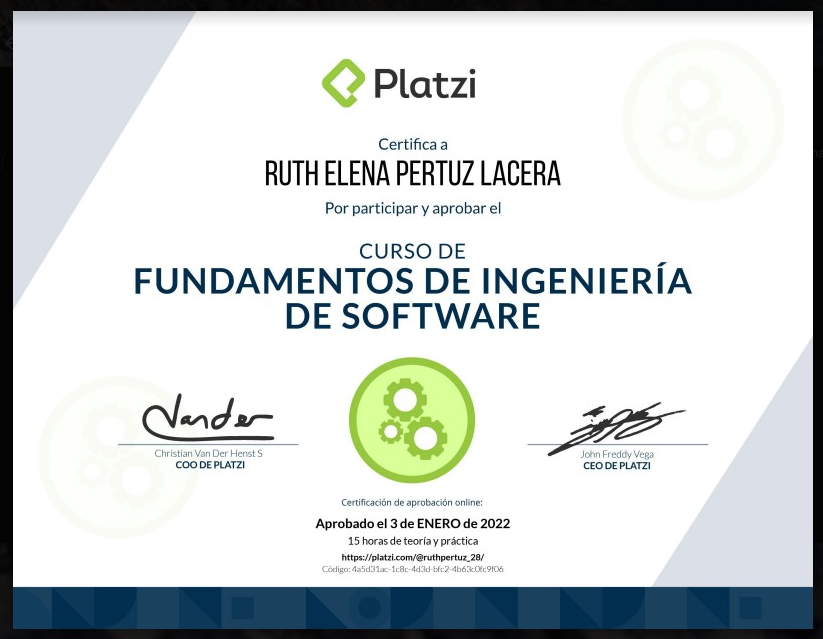 Platzi
Certifica a
RUTH ELENA PERTUZ LACERA
Por participar y aprobar el
CURSO DE
FUNDAMENTOS DE INGENIERÍA
DE SOFTWARE
Vander
Christian Van Der Henst S
COO DE PLATZI
John Freddy Vega
CEO DE PLATZI
Certificación de aprobación online:
Aprobado el 3 de ENERO de 2022
15 horas de teoría y práctica
https://platzi.com/@ruthpertuz_28/
Código: 4a5d31ac-1c8c-4d3d-bfc2-4b63c0fc9f06